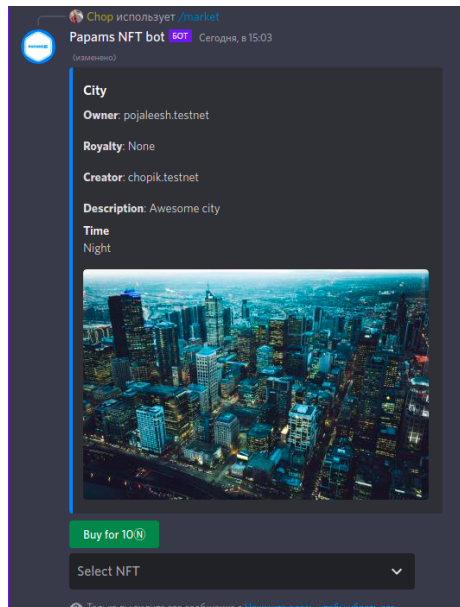 Chop использует /market
Papams NFT bot БОТ Сегодня, в 15:03
(изменено)
City
Owner: pojaleesh.testnet
Royalty: None
Creator: chopik.testnet
Description: Awesome city
Time
Night
Buy for 10Ⓝ
Select NFT